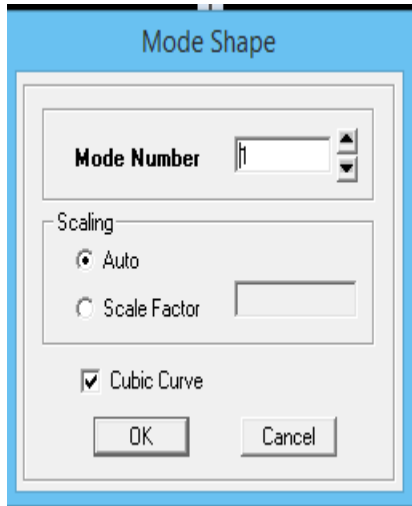 Mode Shape
Mode Number 1
Scaling
Auto
Scale Factor
Cubic Curve
OK Cancel